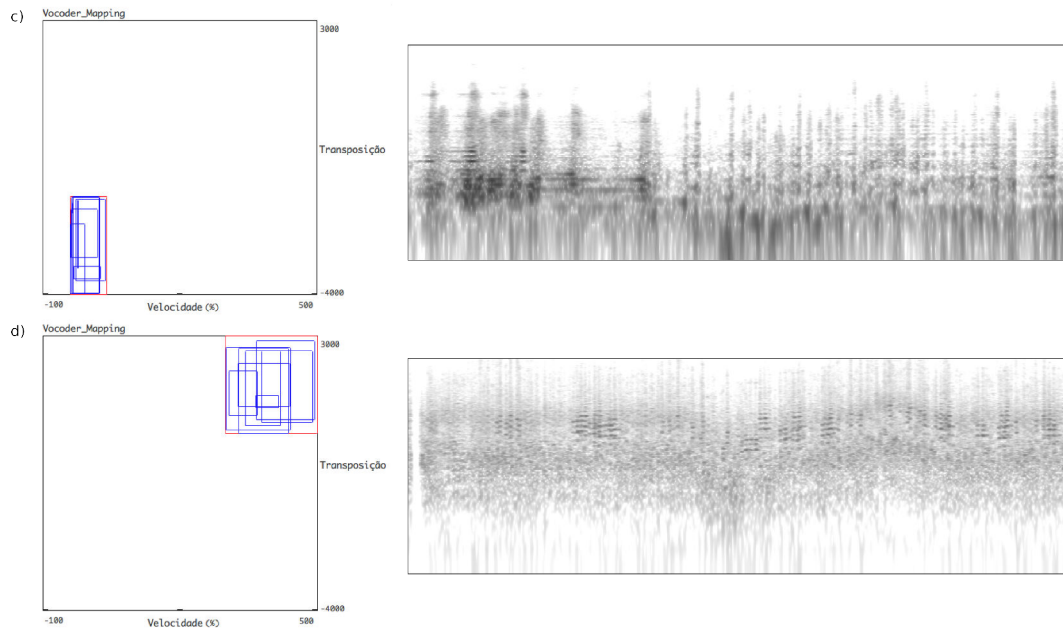 c)
Vocoder_Mapping
3000
Transposição
-4000
-100
Velocidade (%)
500
d)
Vocoder_Mapping
3000
Transposição
-4000
-100
Velocidade (%)
500